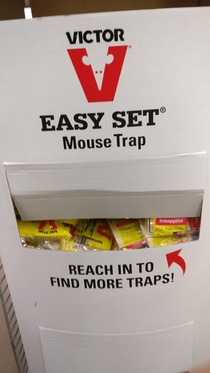 VICTOR
EASY SET®
Mouse Trap
REACH IN TO
FIND MORE TRAPS!